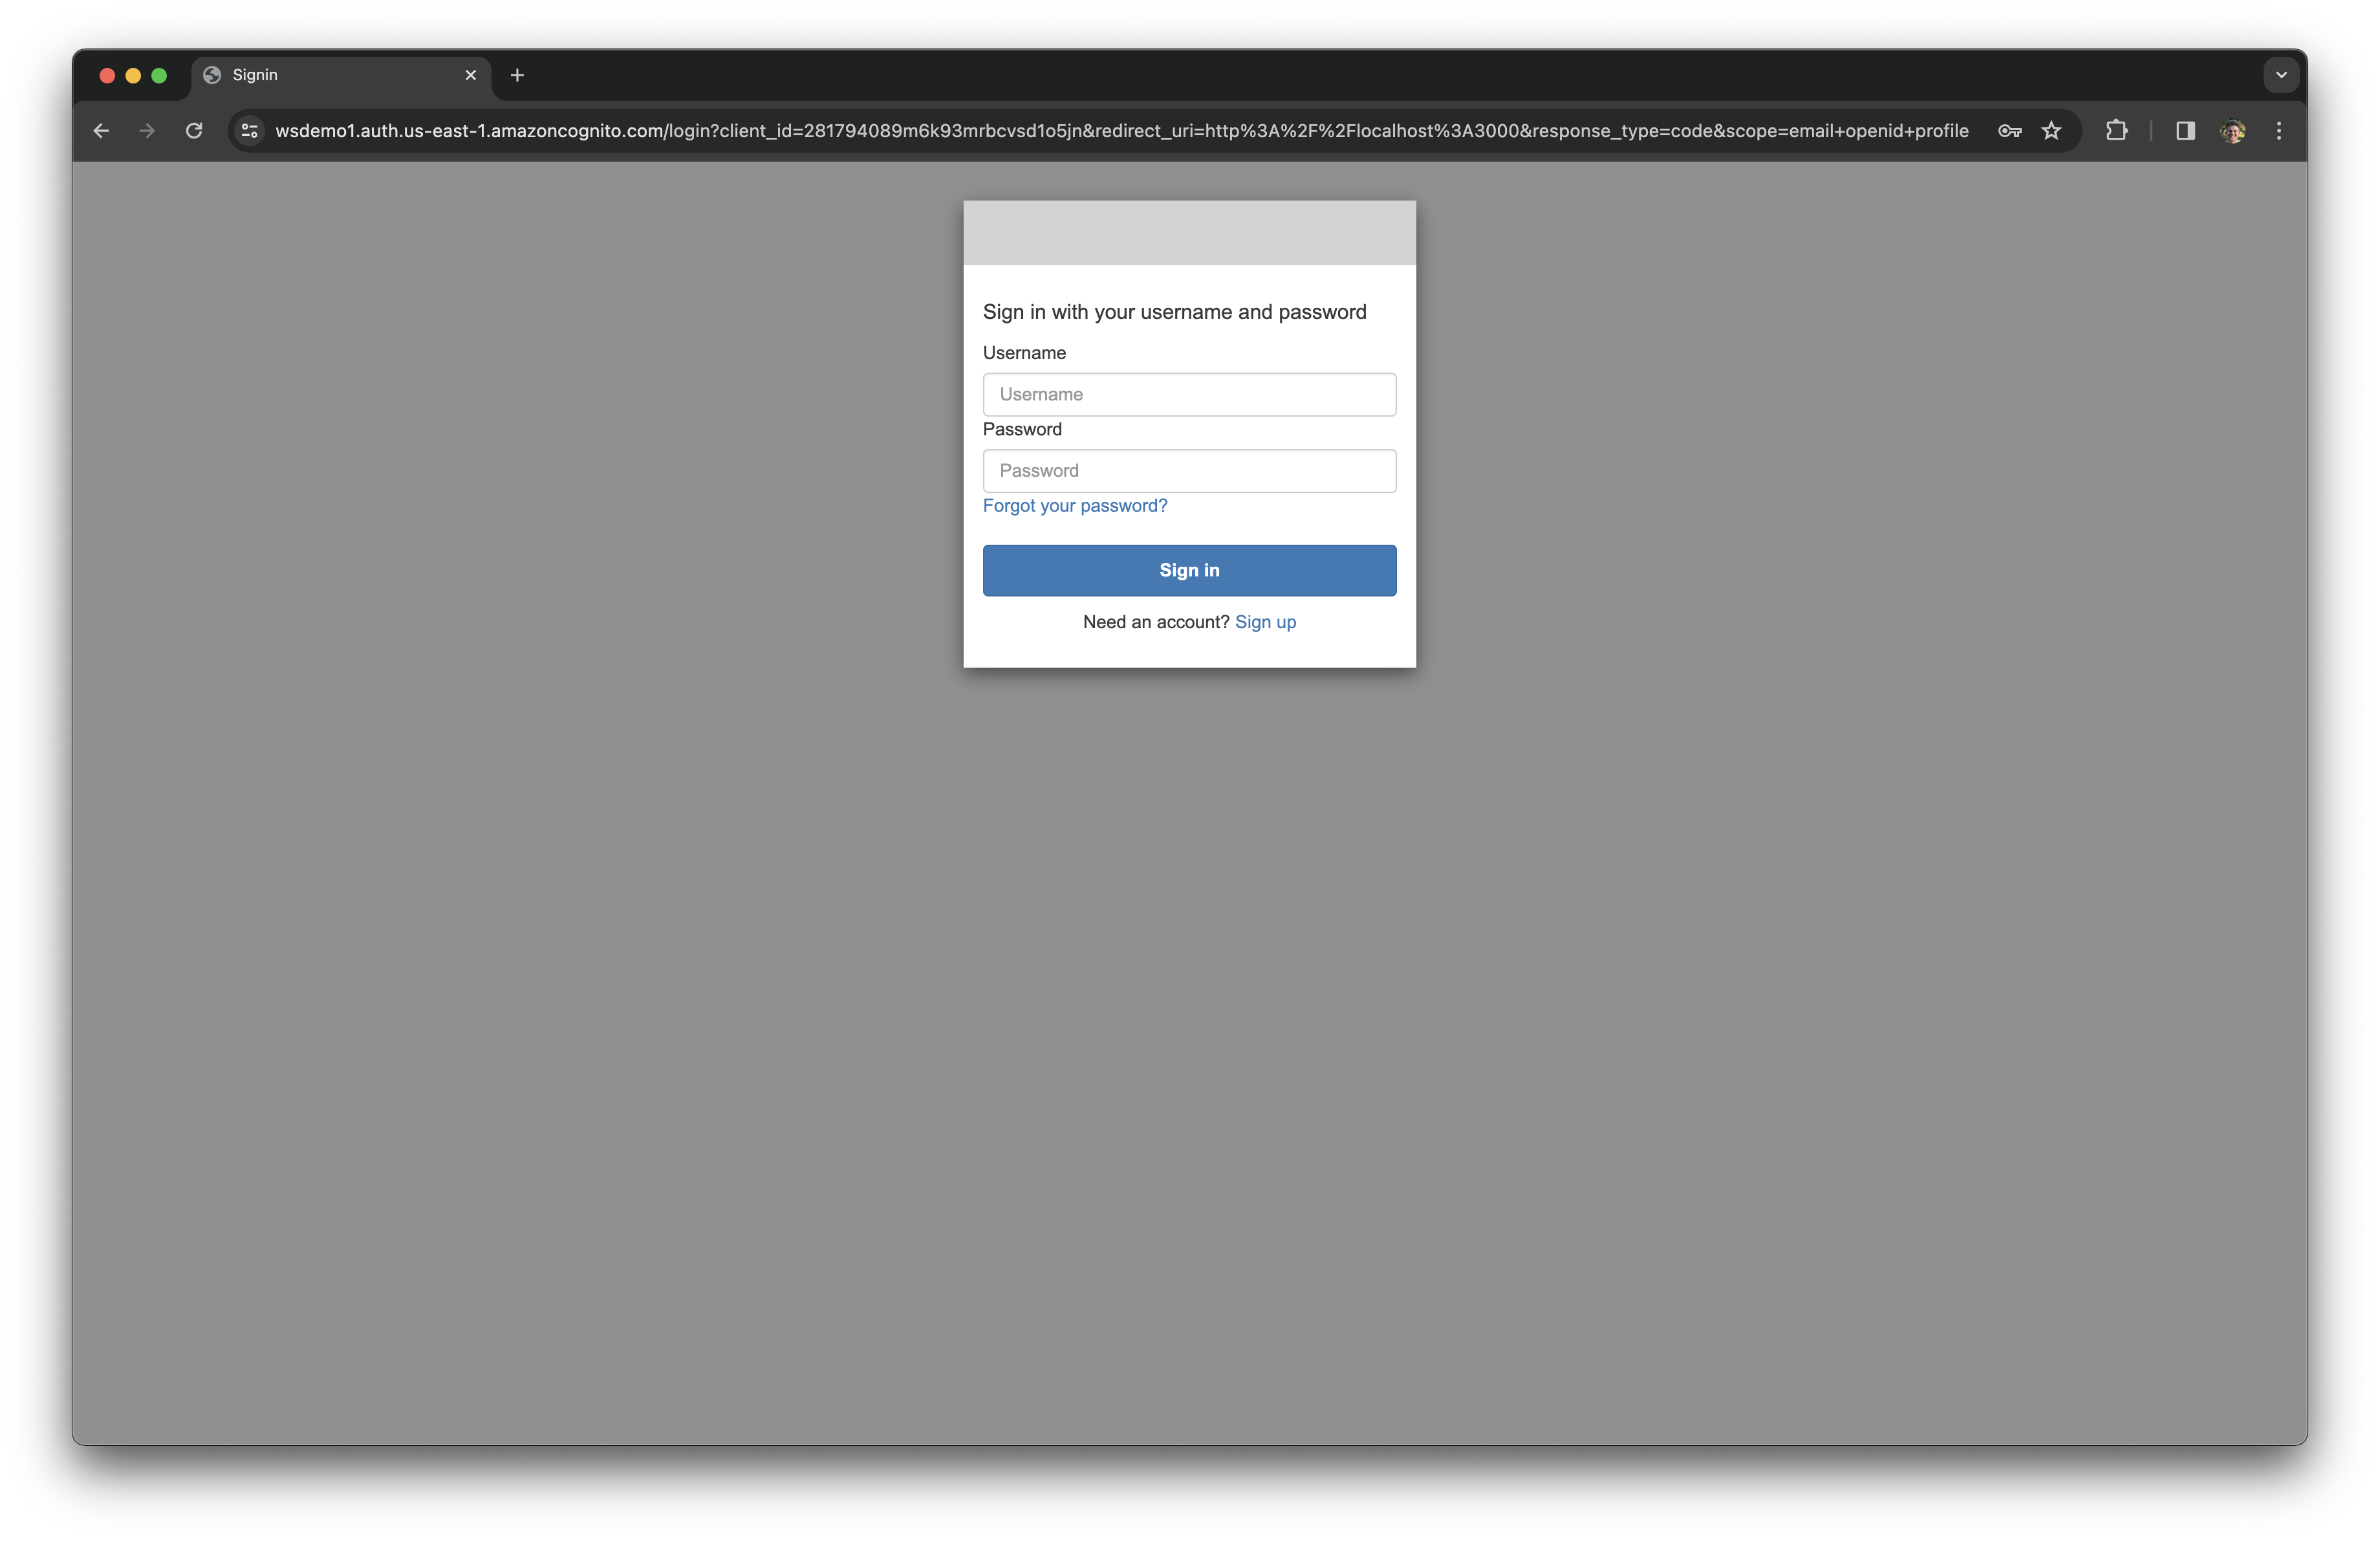 Signin
wsdemo1.auth.us-east-1.amazoncognito.com/login?client_id=281794089m6k93mrbcvsd1o5jn&redirect_uri=http%3A%2F%2Flocalhost%3A3000&response_type=code&scope=email+openid+profile
Sign in with your username and password
Username
Username
Password
Password
Forgot your password?
Sign in
Need an account? Sign up